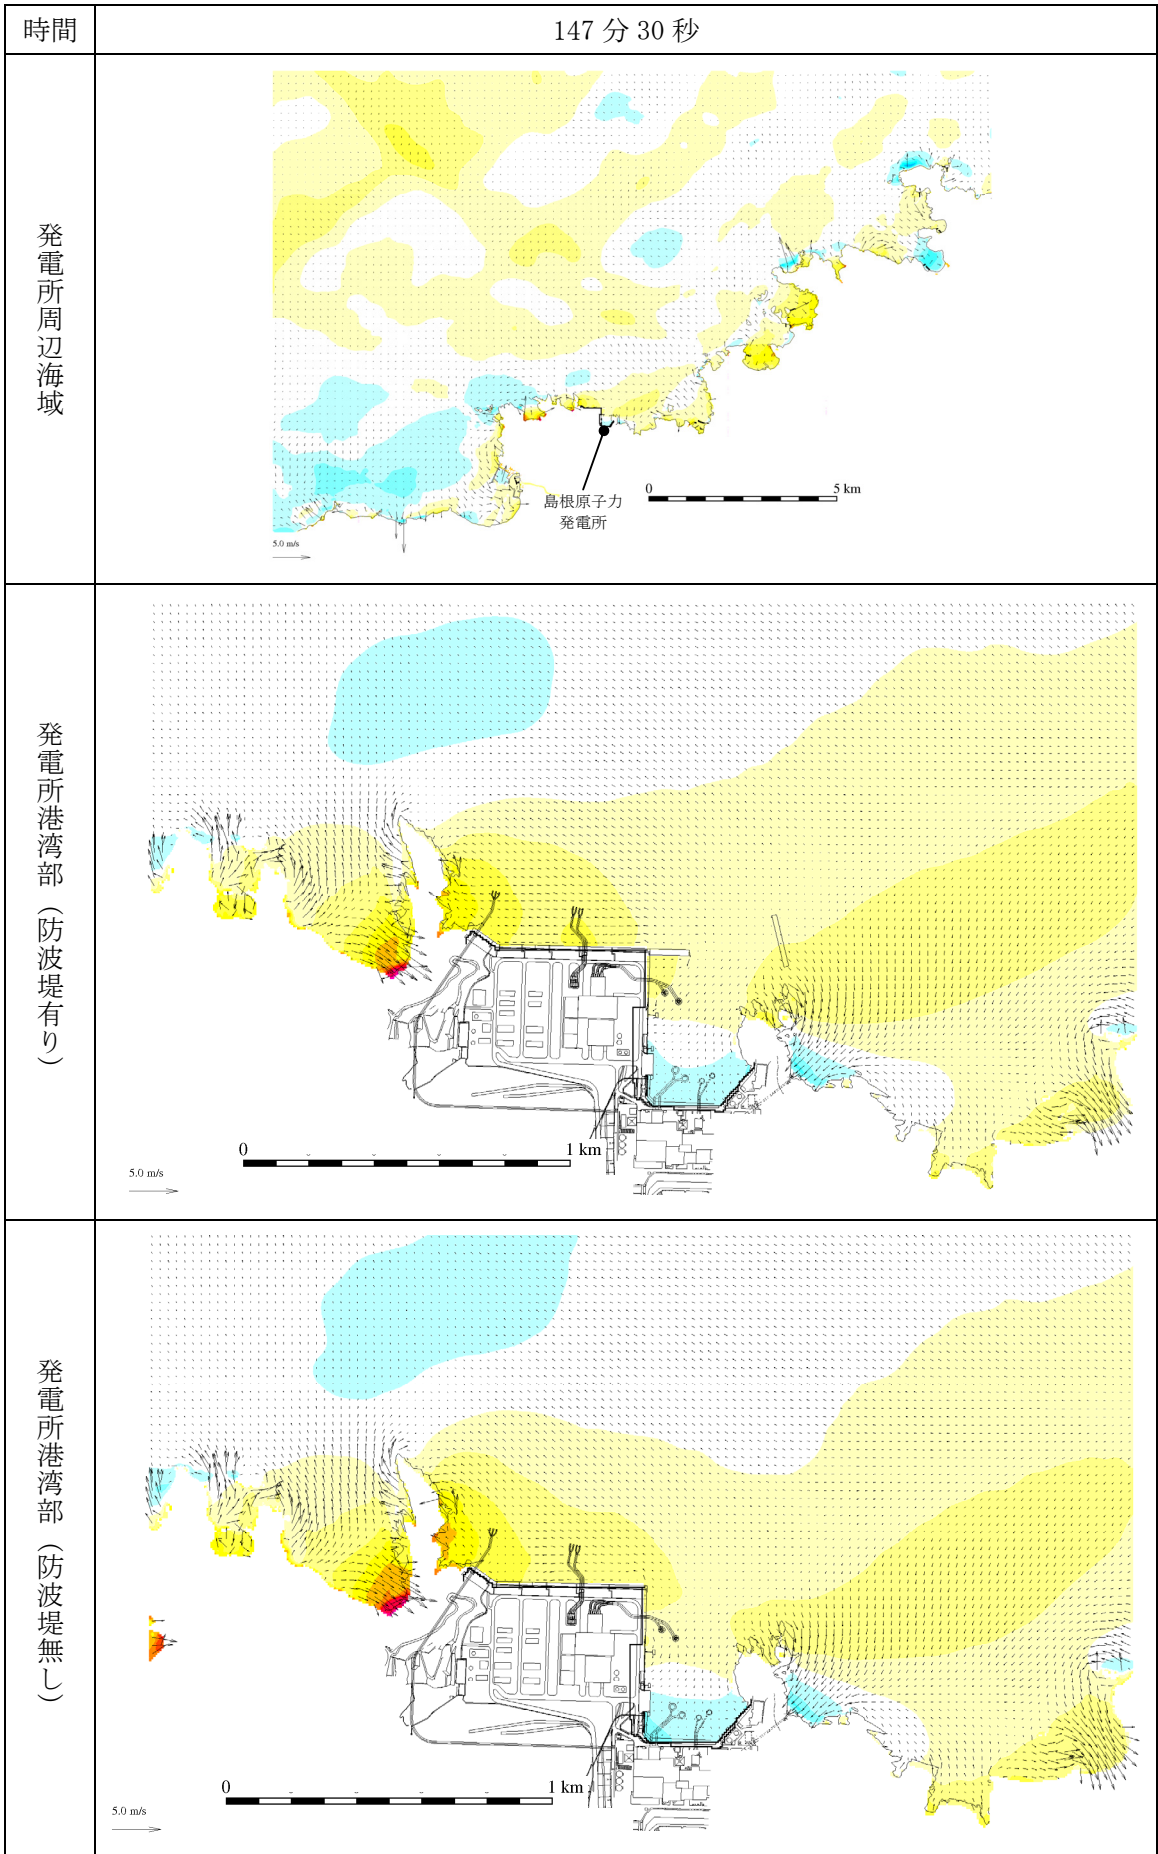 時間
147 分 30 秒
発電所周辺海域
島根原子力
発電所
0
5 km
5.0 m/s
発電所港湾部（防波堤有り）
0
1 km
5.0 m/s
発電所港湾部（防波堤無し）
0
1 km
5.0 m/s